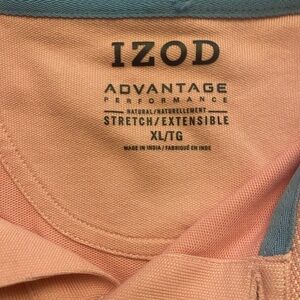 IZOD
ADVANTAGE
PERFORMANCE
NATURAL/NATURELLEMENT
STRETCH/EXTENSIBLE
XL/TG
MADE IN INDIA / FABRIQUÉ EN INDE